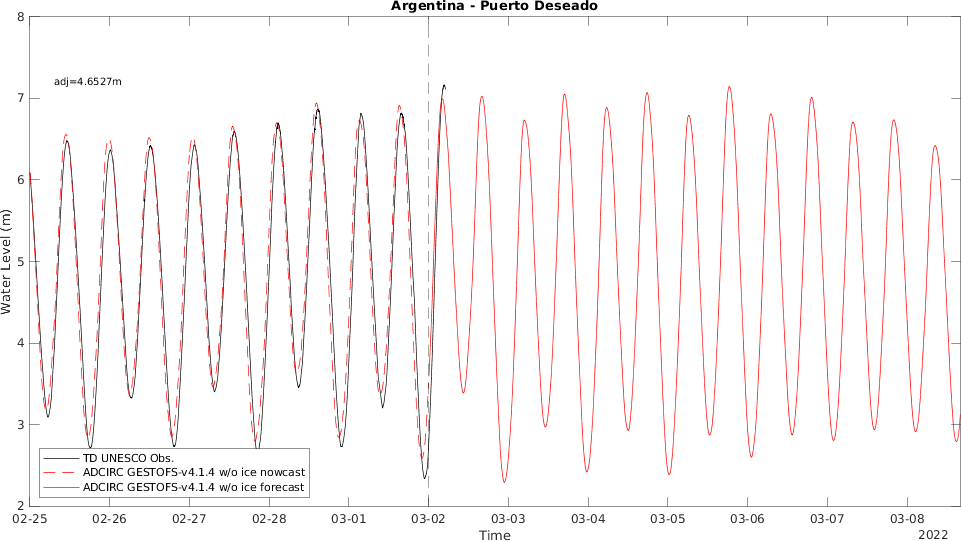 Argentina - Puerto Deseado
8
adj=4.6527m
7
6
5
4
3
2
Water Level (m)
TD UNESCO Obs.
ADCIRC GESTOFS-v4.1.4 w/o ice nowcast
ADCIRC GESTOFS-v4.1.4 w/o ice forecast
02-25 02-26 02-27 02-28 03-01 03-02 03-03 03-04 03-05 03-06 03-07 03-08
Time
2022